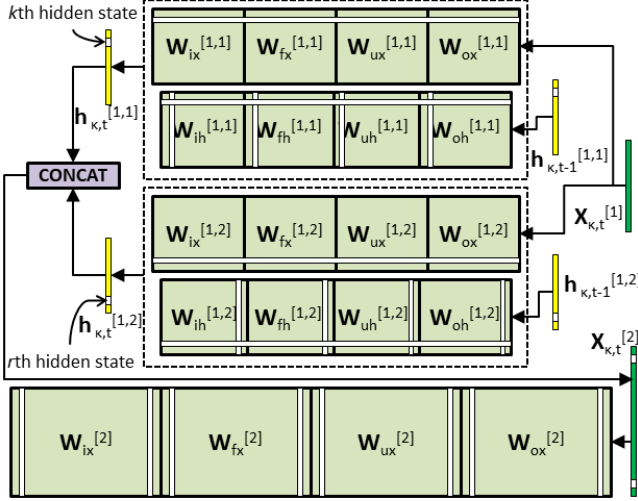 kth hidden state
W_ix^[1,1] W_fx^[1,1] W_ux^[1,1] W_ox^[1,1]
h_κ,t^[1,1]
W_ih^[1,1] W_fh^[1,1] W_uh^[1,1] W_oh^[1,1]
h_κ,t-1^[1,1]
CONCAT
X_κ,t^[1]
W_ix^[1,2] W_fx^[1,2] W_ux^[1,2] W_ox^[1,2]
h_κ,t-1^[1,2]
h_κ,t^[1,2]
W_ih^[1,2] W_fh^[1,2] W_uh^[1,2] W_oh^[1,2]
X_κ,t^[2]
rth hidden state
W_ix^[2] W_fx^[2] W_ux^[2] W_ox^[2]